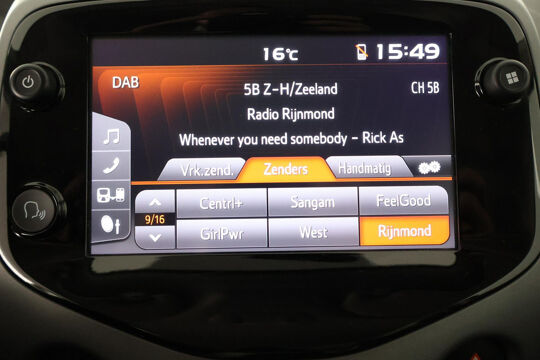 16°C 15:49
DAB
5B Z-H/Zeeland CH 5B
Radio Rijnmond
Whenever you need somebody – Rick As
Vrk.zend. Zenders Handmatig
Centrl+ Sangam FeelGood
9/16
GirlPwr West Rijnmond